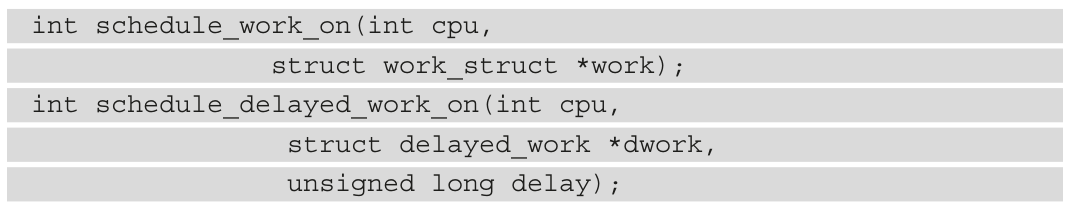 int schedule_work_on(int cpu,
struct work_struct *work);
int schedule_delayed_work_on(int cpu,
struct delayed_work *dwork,
unsigned long delay);